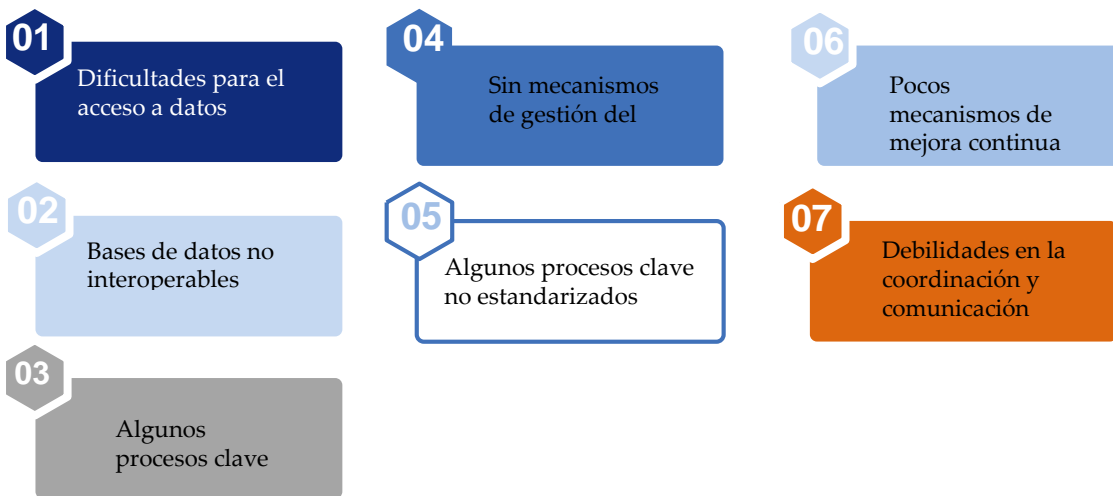 01
Dificultades para el
acceso a datos
02
Bases de datos no
interoperables
03
Algunos
procesos clave
04
Sin mecanismos
de gestión del
05
Algunos procesos clave
no estandarizados
06
Pocos
mecanismos de
mejora continua
07
Debilidades en la
coordinación y
comunicación